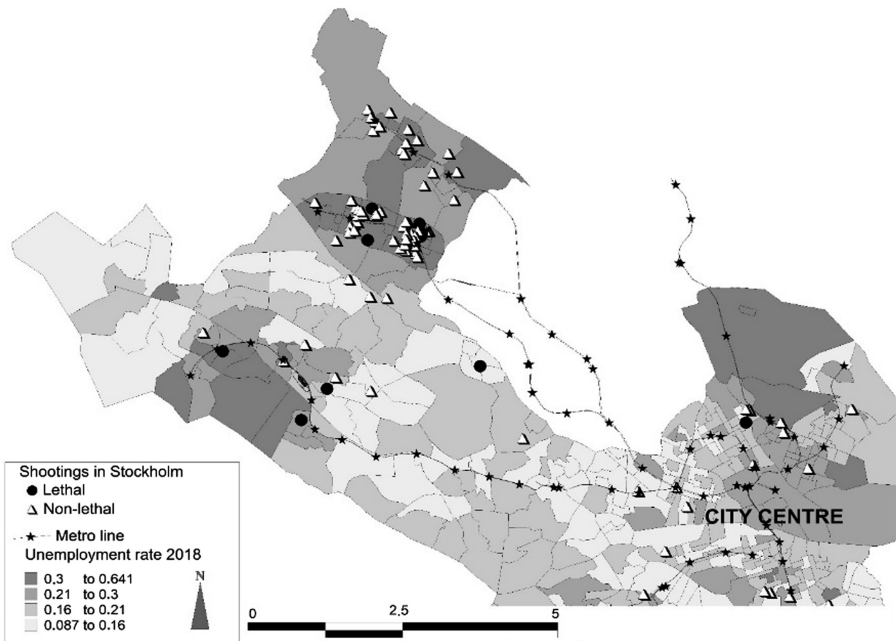 CITY CENTRE
Shootings in Stockholm
Lethal
Non-lethal
Metro line
Unemployment rate 2018
0.3 to 0.641
0.21 to 0.3
0.16 to 0.21
0.087 to 0.16
N
0 2,5 5